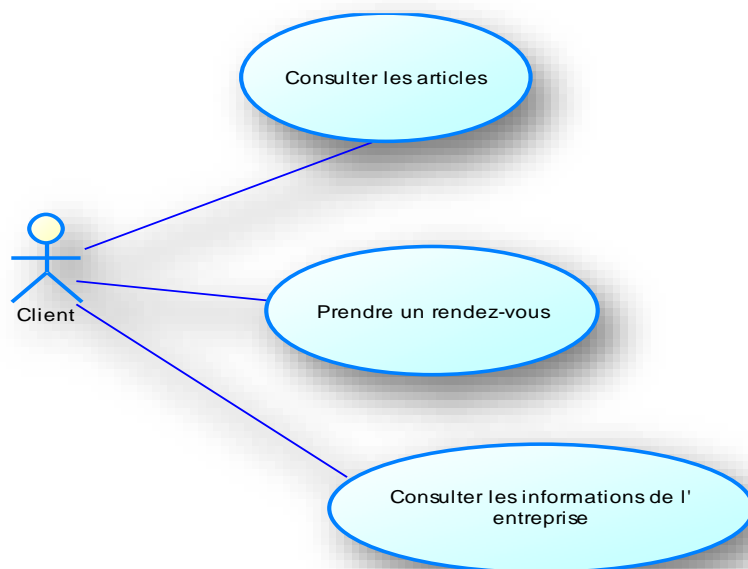 Consulter les articles
Client
Prendre un rendez-vous
Consulter les informations de l'
entreprise